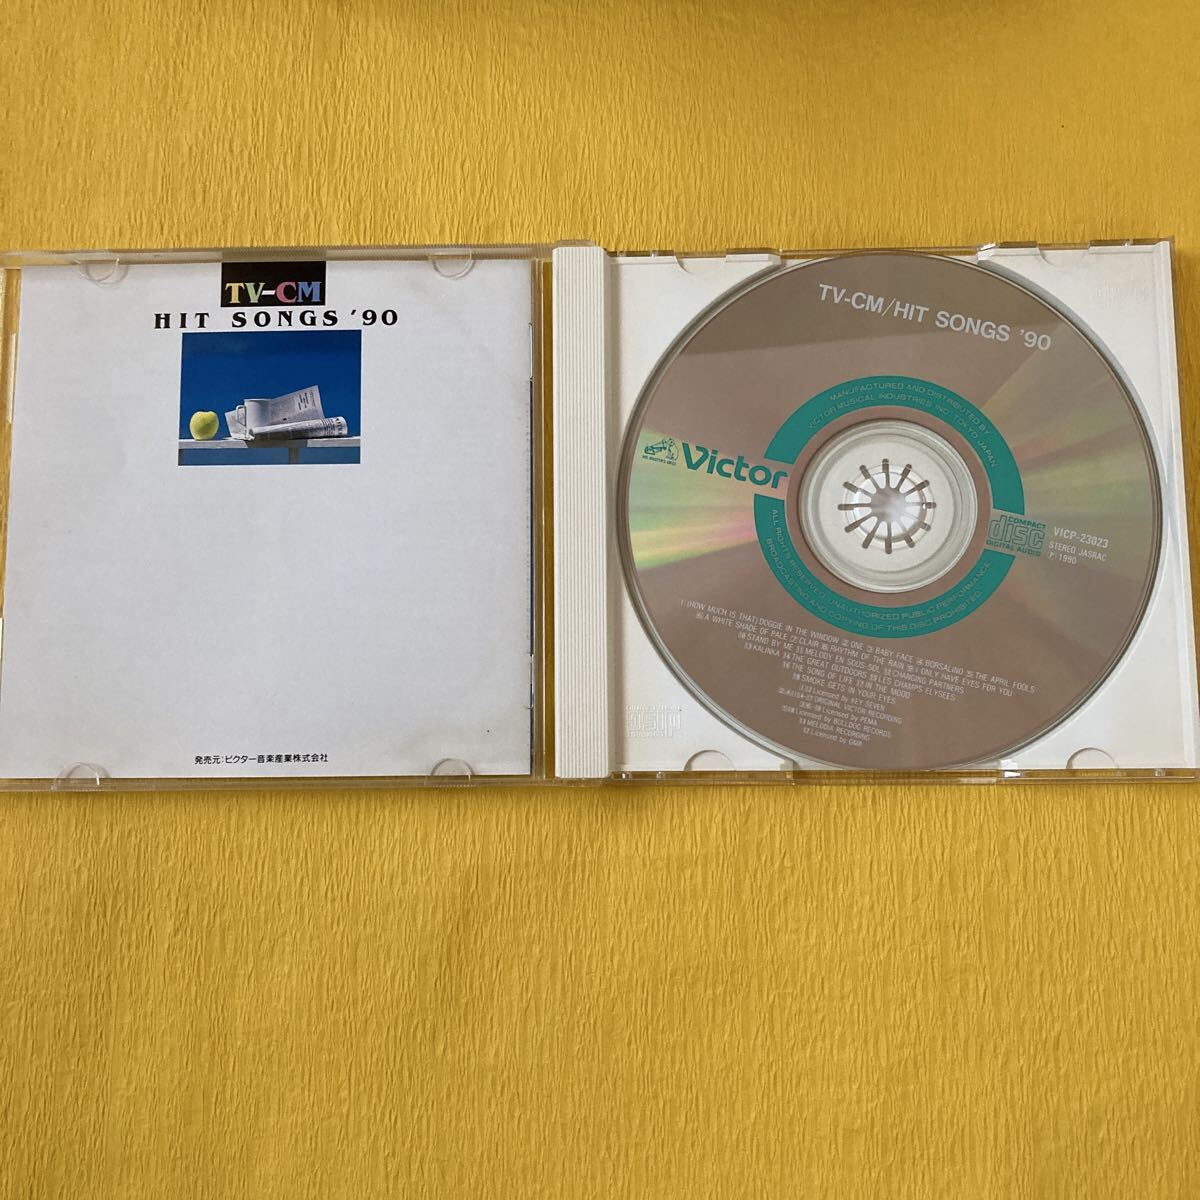 TV-CM
HIT SONGS '90
発売元:ビクター音楽産業株式会社
TV-CM/HIT SONGS '90
MANUFACTURED AND DISTRIBUTED BY
VICTOR MUSICAL INDUSTRIES INC. TOKYO JAPAN
HIS MASTER'S VOICE
Victor
COMPACT
disc
DIGITAL AUDIO
VICP-23023
STEREO JASRAC
℗·1990
ALL RIGHTS RESERVED. UNAUTHORIZED PUBLIC PERFORMANCE
BROADCASTING AND COPYING OF THIS DISC PROHIBITED
1 (HOW MUCH IS THAT) DOGGIE IN THE WINDOW 2 ONE 3 BABY FACE 4 BORSALINO 5 THE APRIL FOOLS
6 A WHITE SHADE OF PALE 7 CLAIR 8 RHYTHM OF THE RAIN 9 I ONLY HAVE EYES FOR YOU
10 STAND BY ME 11 MELODY EN SOUS-SOL 12 CHANGING PARTNERS
13 KALINKA 14 THE GREAT OUTDOORS 15 LES CHAMPS ELYSEES
16 THE SONG OF LIFE 17 IN THE MOOD
18 SMOKE GETS IN YOUR EYES
Licensed by KEY SEVEN
ORIGINAL VICTOR RECORDING
Licensed by PEMA
Licensed by BULLDOG RECORDS
MELODIA RECORDING
Licensed by GMP